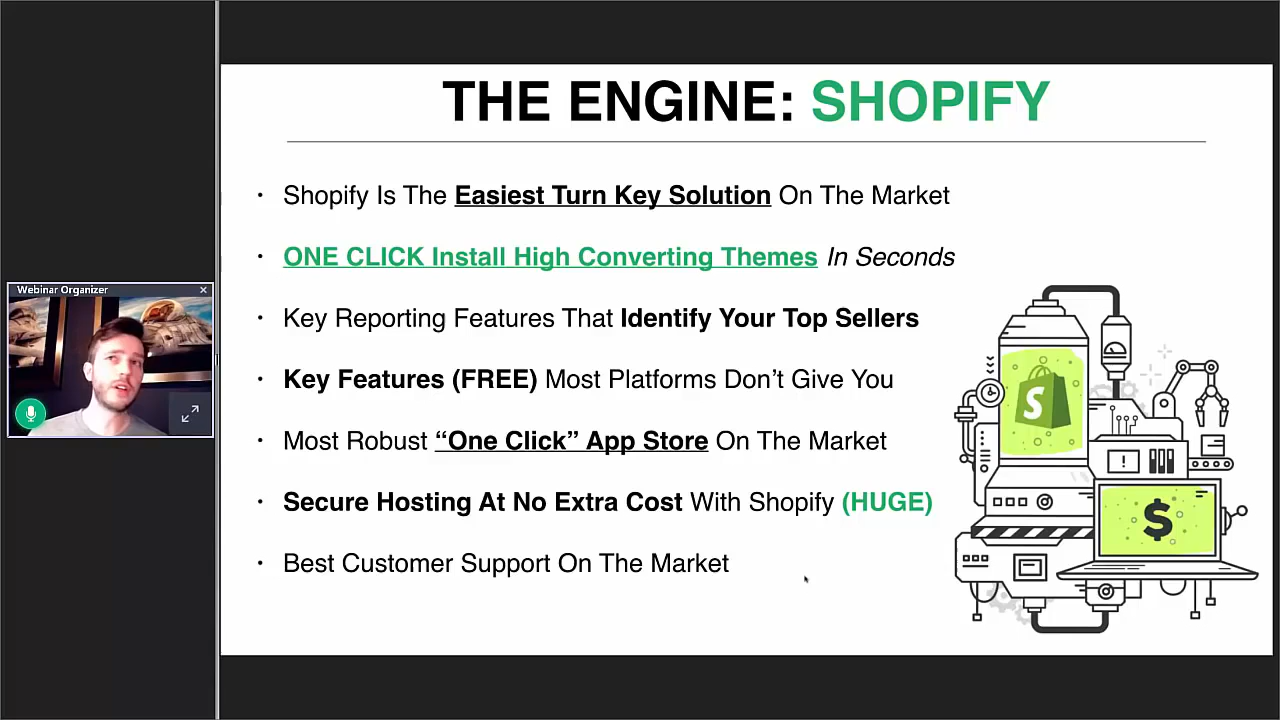 THE ENGINE: SHOPIFY
• Shopify Is The Easiest Turn Key Solution On The Market
• ONE CLICK Install High Converting Themes In Seconds
• Key Reporting Features That Identify Your Top Sellers
• Key Features (FREE) Most Platforms Don’t Give You
• Most Robust “One Click” App Store On The Market
• Secure Hosting At No Extra Cost With Shopify (HUGE)
• Best Customer Support On The Market
Webinar Organizer
S
!
$